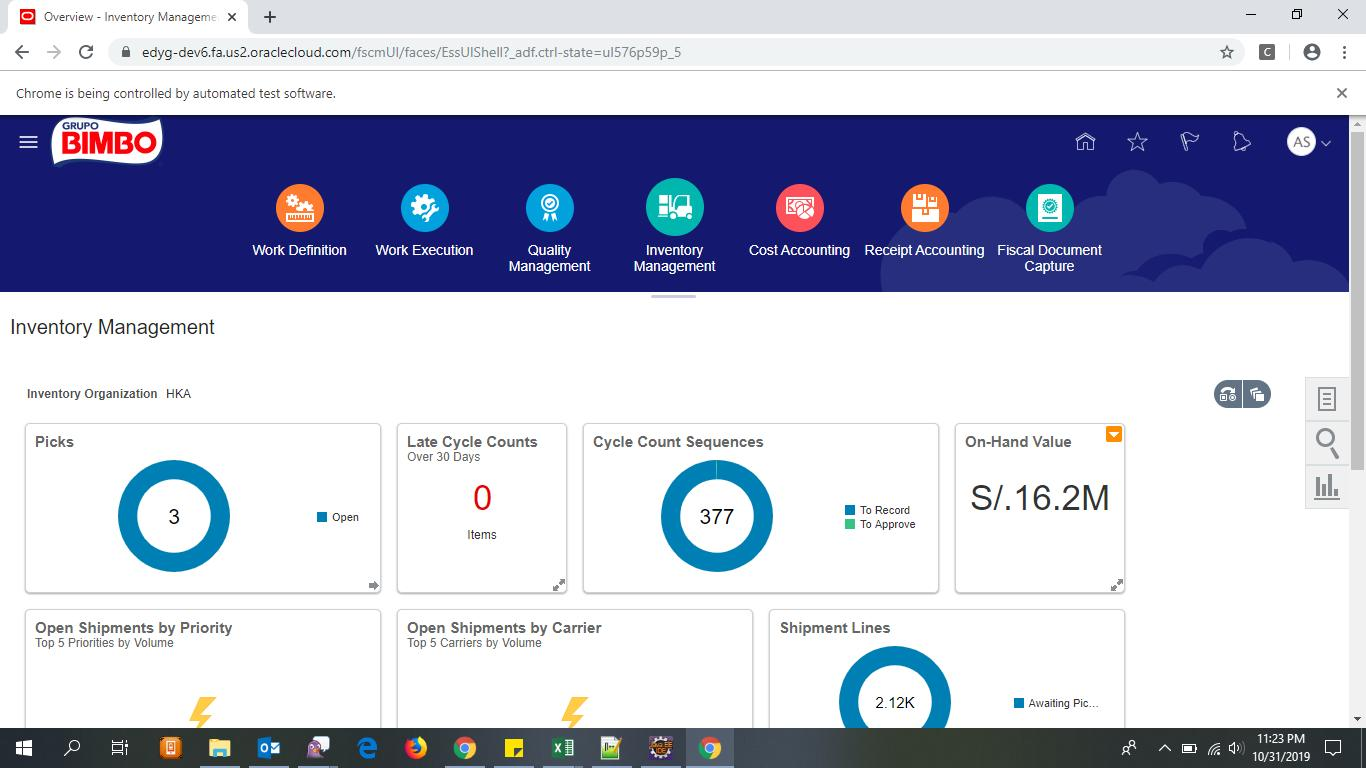 Overview - Inventory Manageme
edyg-dev6.fa.us2.oraclecloud.com/fscmUI/faces/EssUIShell?_adf.ctrl-state=ul576p59p_5
C
Chrome is being controlled by automated test software.
GRUPO
BIMBO
AS
Work Definition
Work Execution
Quality
Management
Inventory
Management
Cost Accounting
Receipt Accounting
Fiscal Document
Capture
Inventory Management
Inventory Organization HKA
Picks
3
Open
Late Cycle Counts
Over 30 Days
0
Items
Cycle Count Sequences
377
To Record
To Approve
On-Hand Value
S/.16.2M
Open Shipments by Priority
Top 5 Priorities by Volume
Open Shipments by Carrier
Top 5 Carriers by Volume
Shipment Lines
2.12K
Awaiting Pic...
11:23 PM
10/31/2019